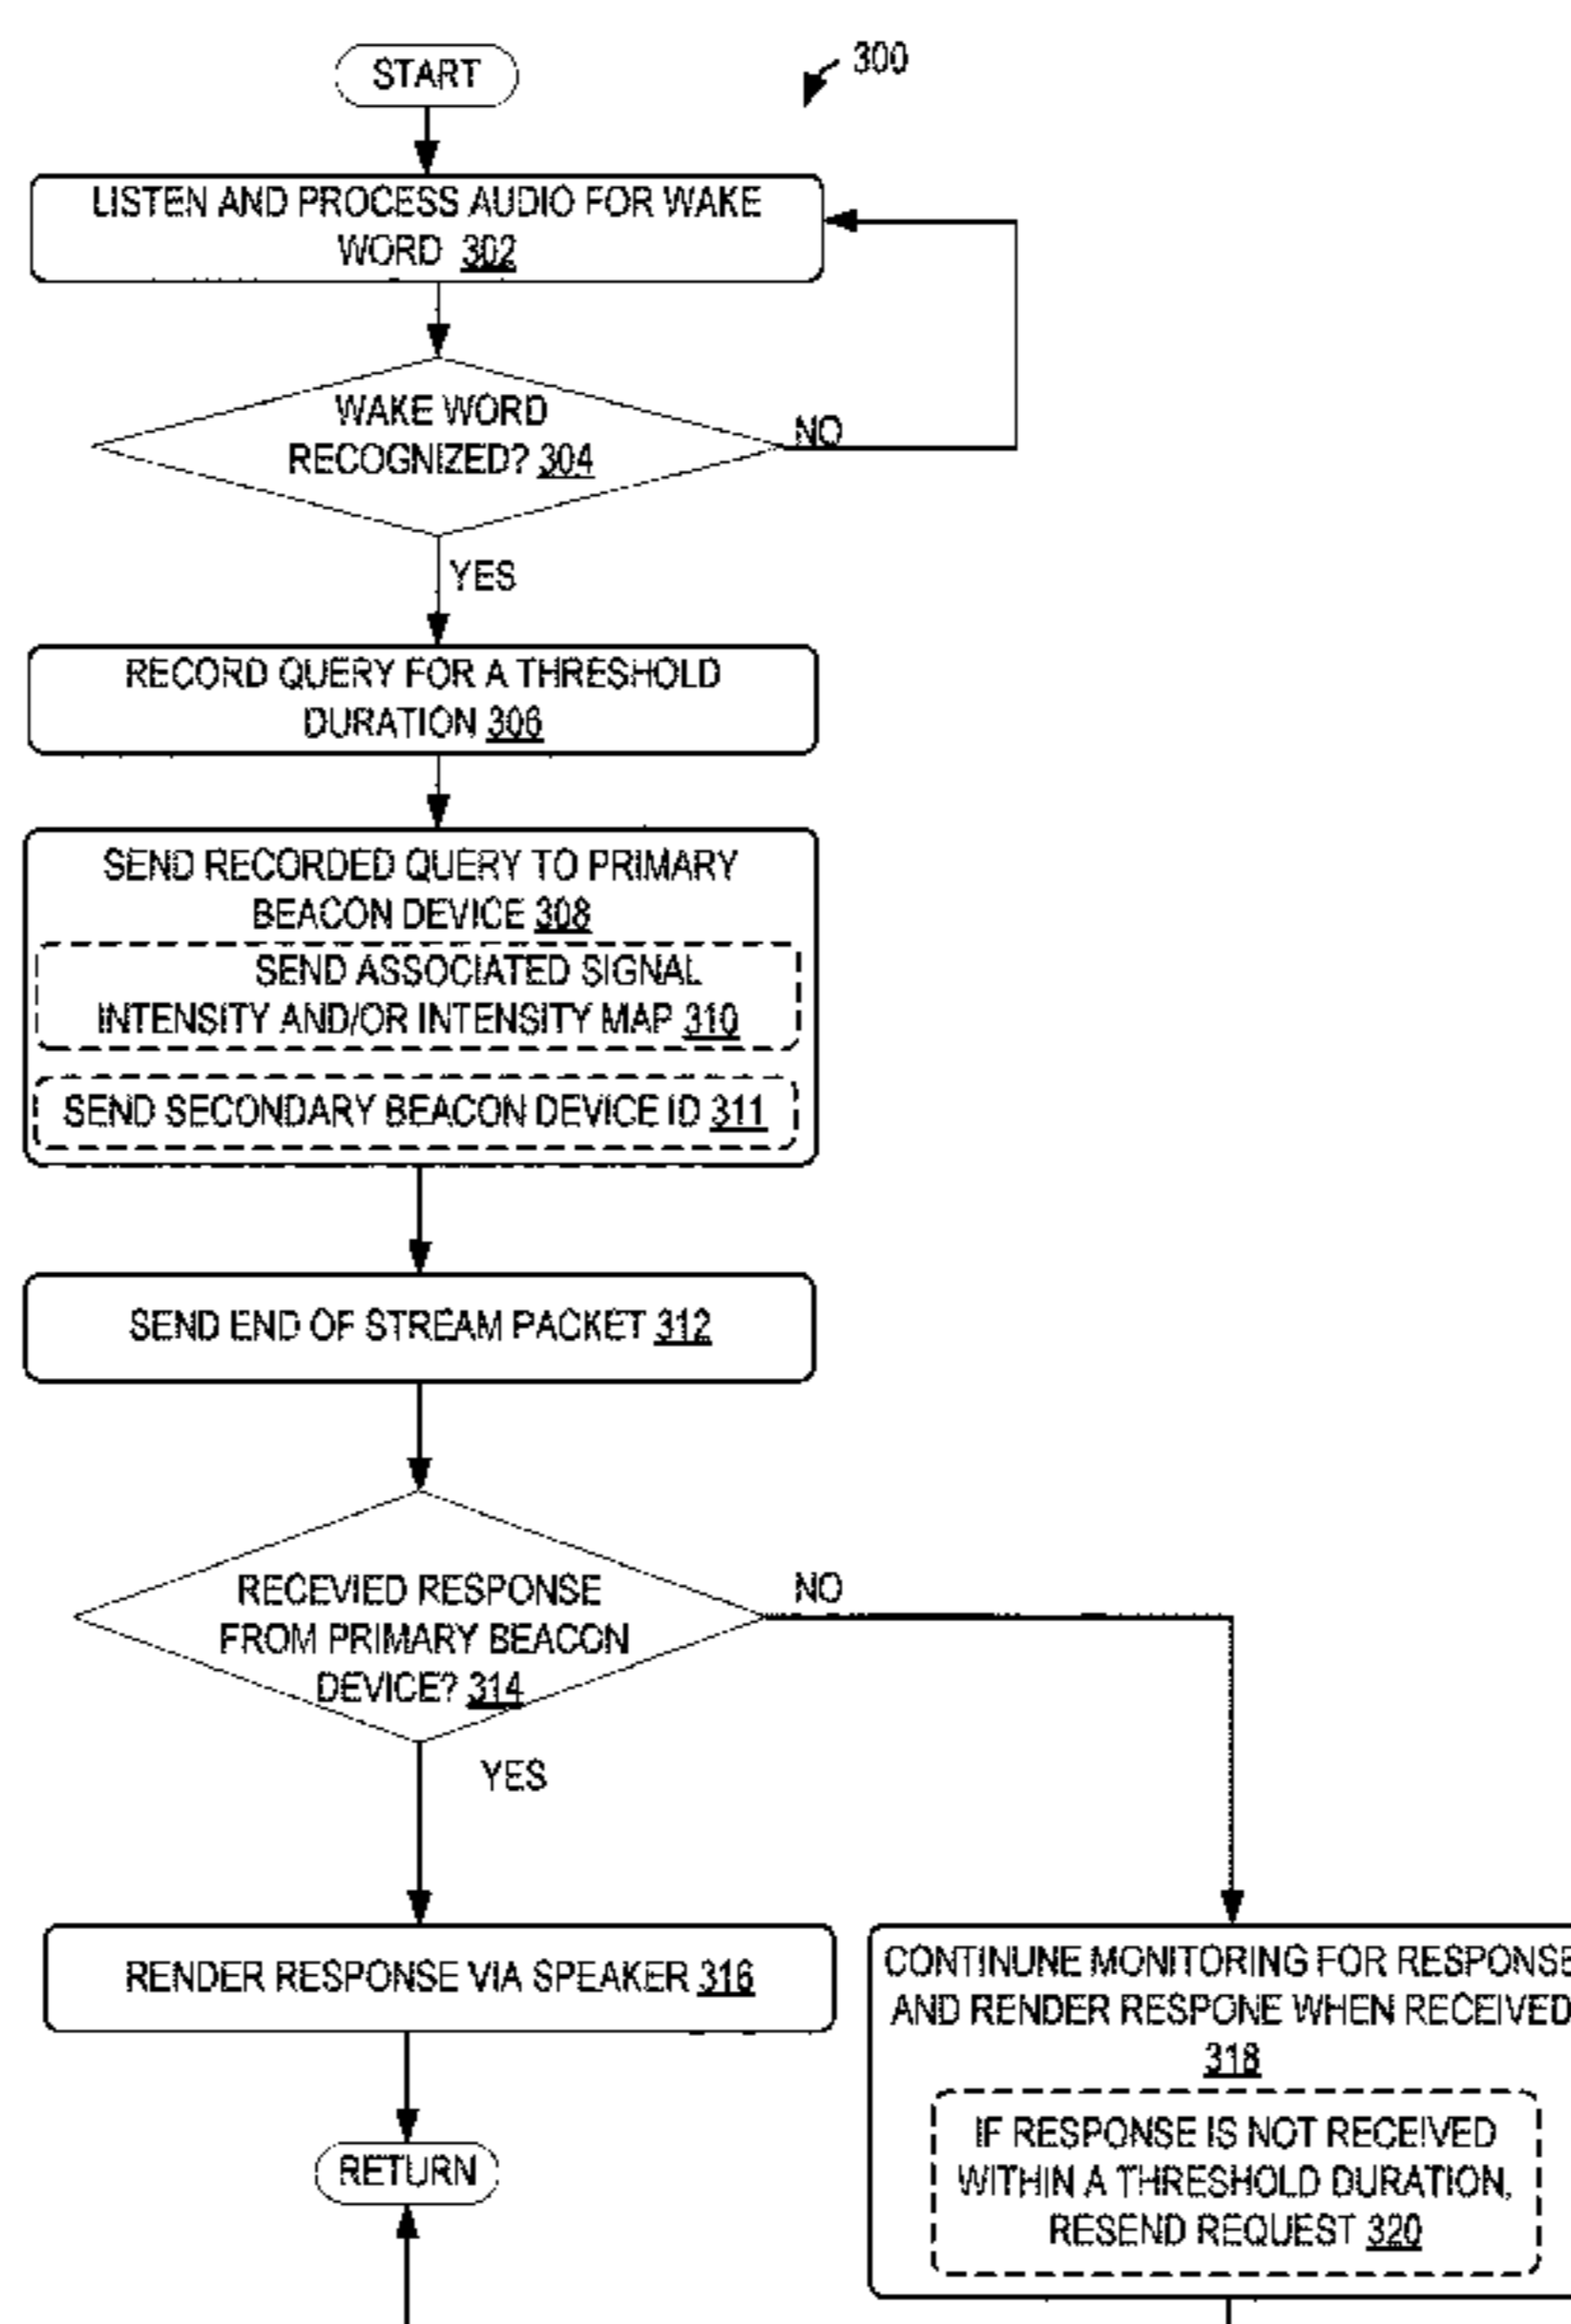 START
300
LISTEN AND PROCESS AUDIO FOR WAKE
WORD 302
WAKE WORD
RECOGNIZED? 304
NO
YES
RECORD QUERY FOR A THRESHOLD
DURATION 306
SEND RECORDED QUERY TO PRIMARY
BEACON DEVICE 308
SEND ASSOCIATED SIGNAL
INTENSITY AND/OR INTENSITY MAP 310
SEND SECONDARY BEACON DEVICE ID 311
SEND END OF STREAM PACKET 312
RECEVIED RESPONSE
FROM PRIMARY BEACON
DEVICE? 314
NO
YES
RENDER RESPONSE VIA SPEAKER 316
CONTINUNE MONITORING FOR RESPONSE
AND RENDER RESPONE WHEN RECEIVED
318
IF RESPONSE IS NOT RECEIVED
WITHIN A THRESHOLD DURATION,
RESEND REQUEST 320
RETURN